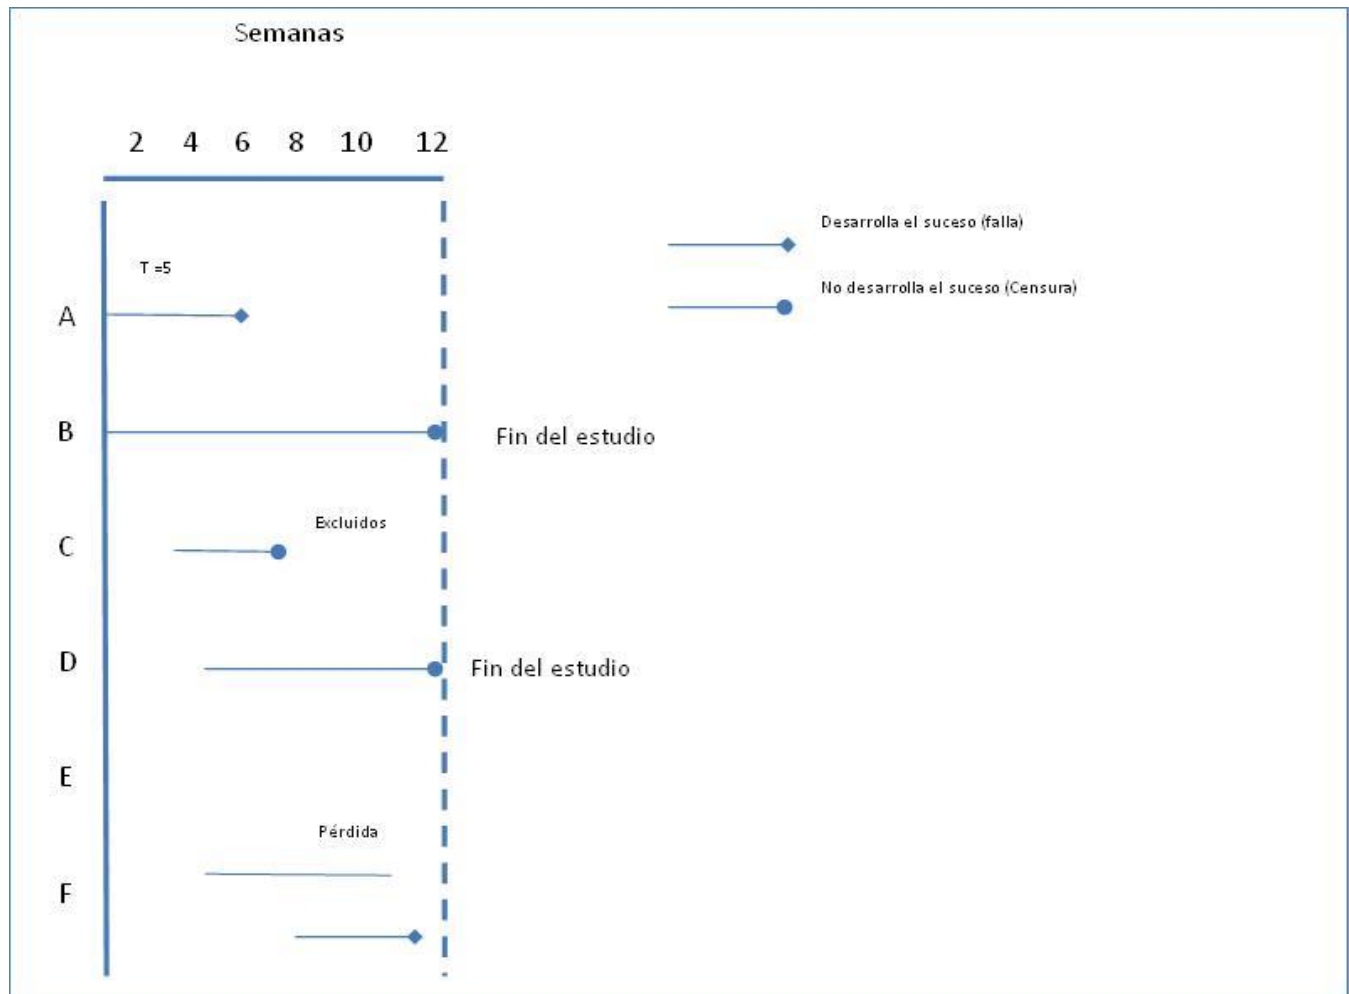 Semanas
2 4 6 8 10 12
Desarrolla el suceso (falla)
T =5
No desarrolla el suceso (Censura)
A
B
Fin del estudio
Excluidos
C
D
Fin del estudio
E
Pérdida
F